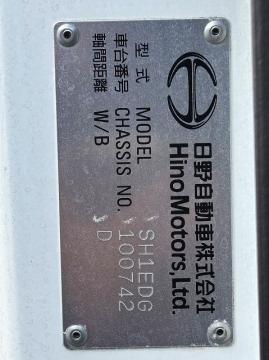 日野自動車株式会社
Hino Motors, Ltd.
型式 MODEL SH1EDG
車台番号 CHASSIS NO. 100742
軸間距離 W/B D